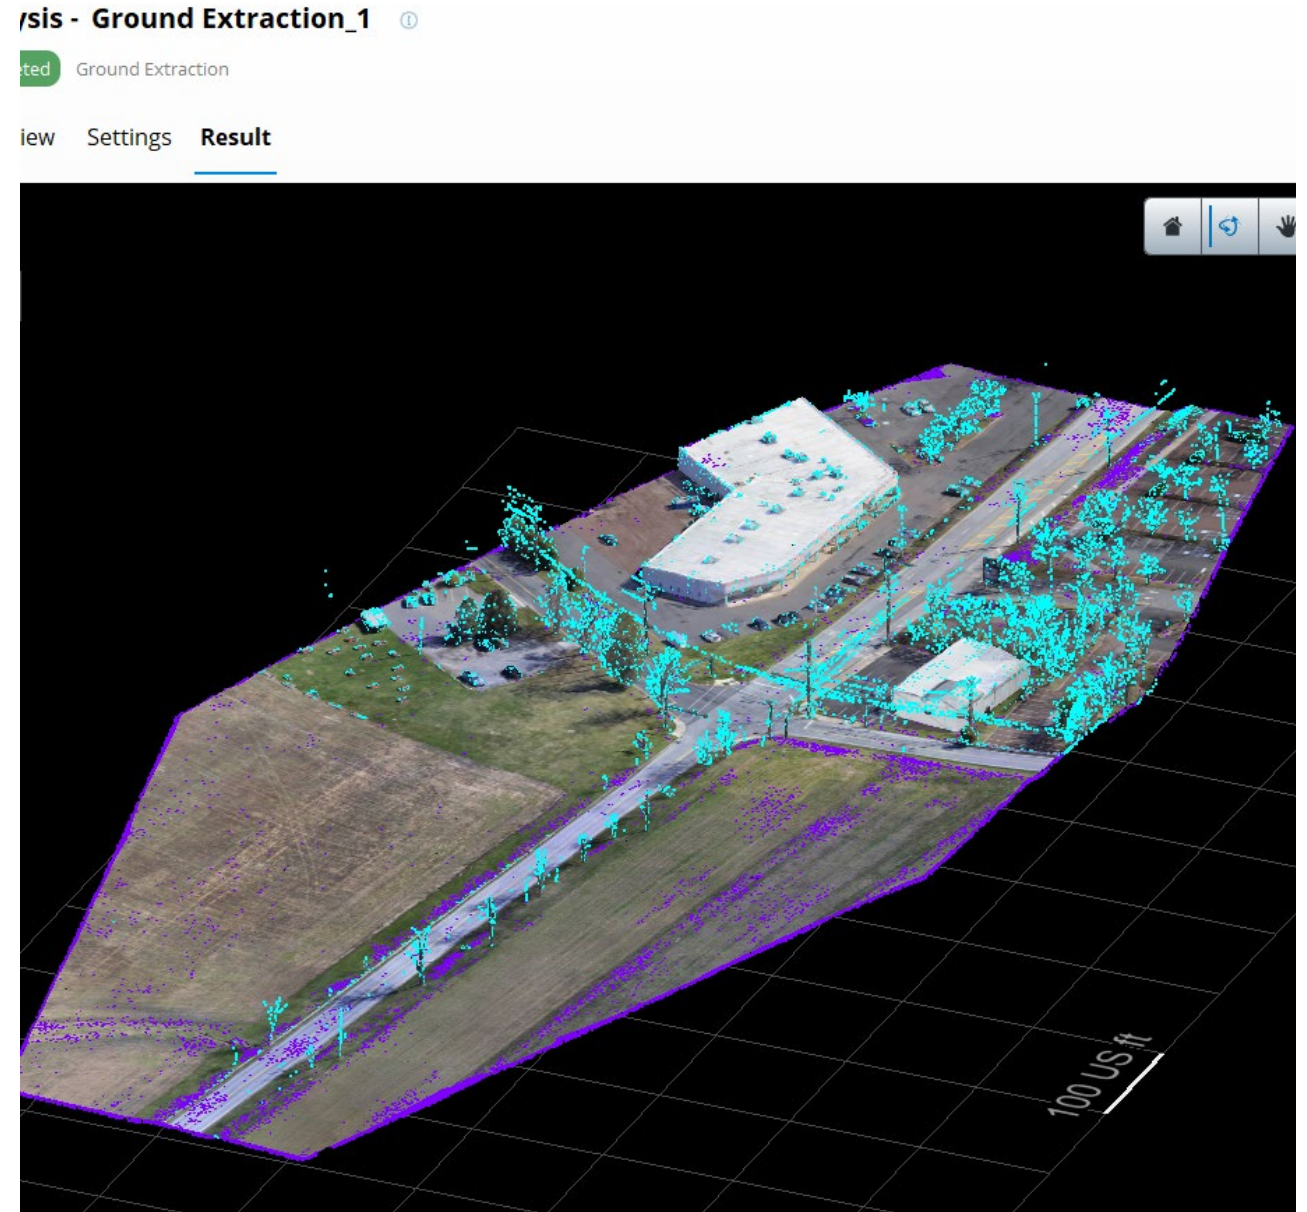 ysis - Ground Extraction_1
ted Ground Extraction
iew Settings Result
100 US ft